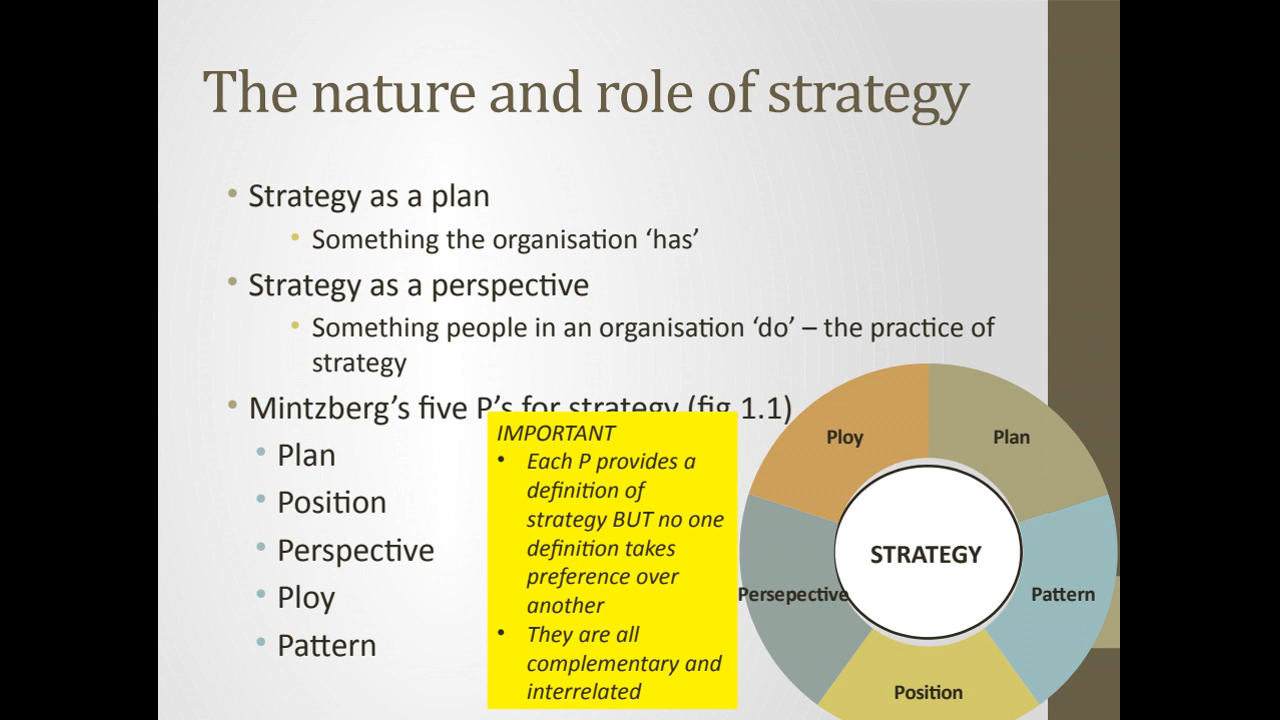 The nature and role of strategy
• Strategy as a plan
• Something the organisation ‘has’
• Strategy as a perspective
• Something people in an organisation ‘do’ – the practice of
strategy
• Mintzberg’s five P’s for strategy (fig 1.1)
• Plan
• Position
• Perspective
• Ploy
• Pattern
IMPORTANT
• Each P provides a
definition of
strategy BUT no one
definition takes
preference over
another
• They are all
complementary and
interrelated
Ploy
Plan
STRATEGY
Persepective
Pattern
Position